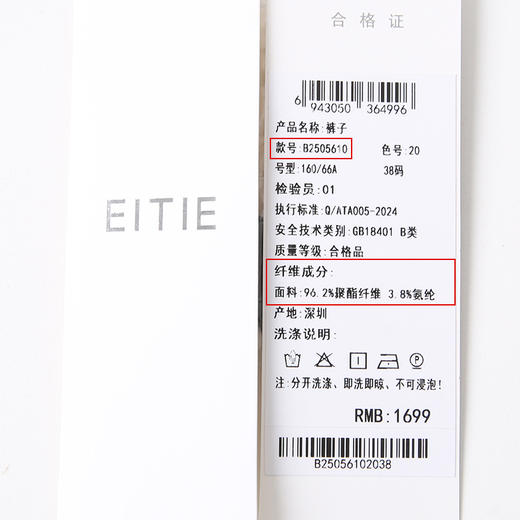 EITIE
合格证
6 943050 364996
产品名称:裤子
款号:B2505610 色号:20
号型:160/66A 38码
检验员:01
执行标准:Q/ATA005-2024
安全技术类别:GB18401 B类
质量等级:合格品
纤维成分:
面料:96.2%聚酯纤维 3.8%氨纶
产地:深圳
洗涤说明:
注:分开洗涤、即洗即晾、不可浸泡!
RMB:1699
B25056102038